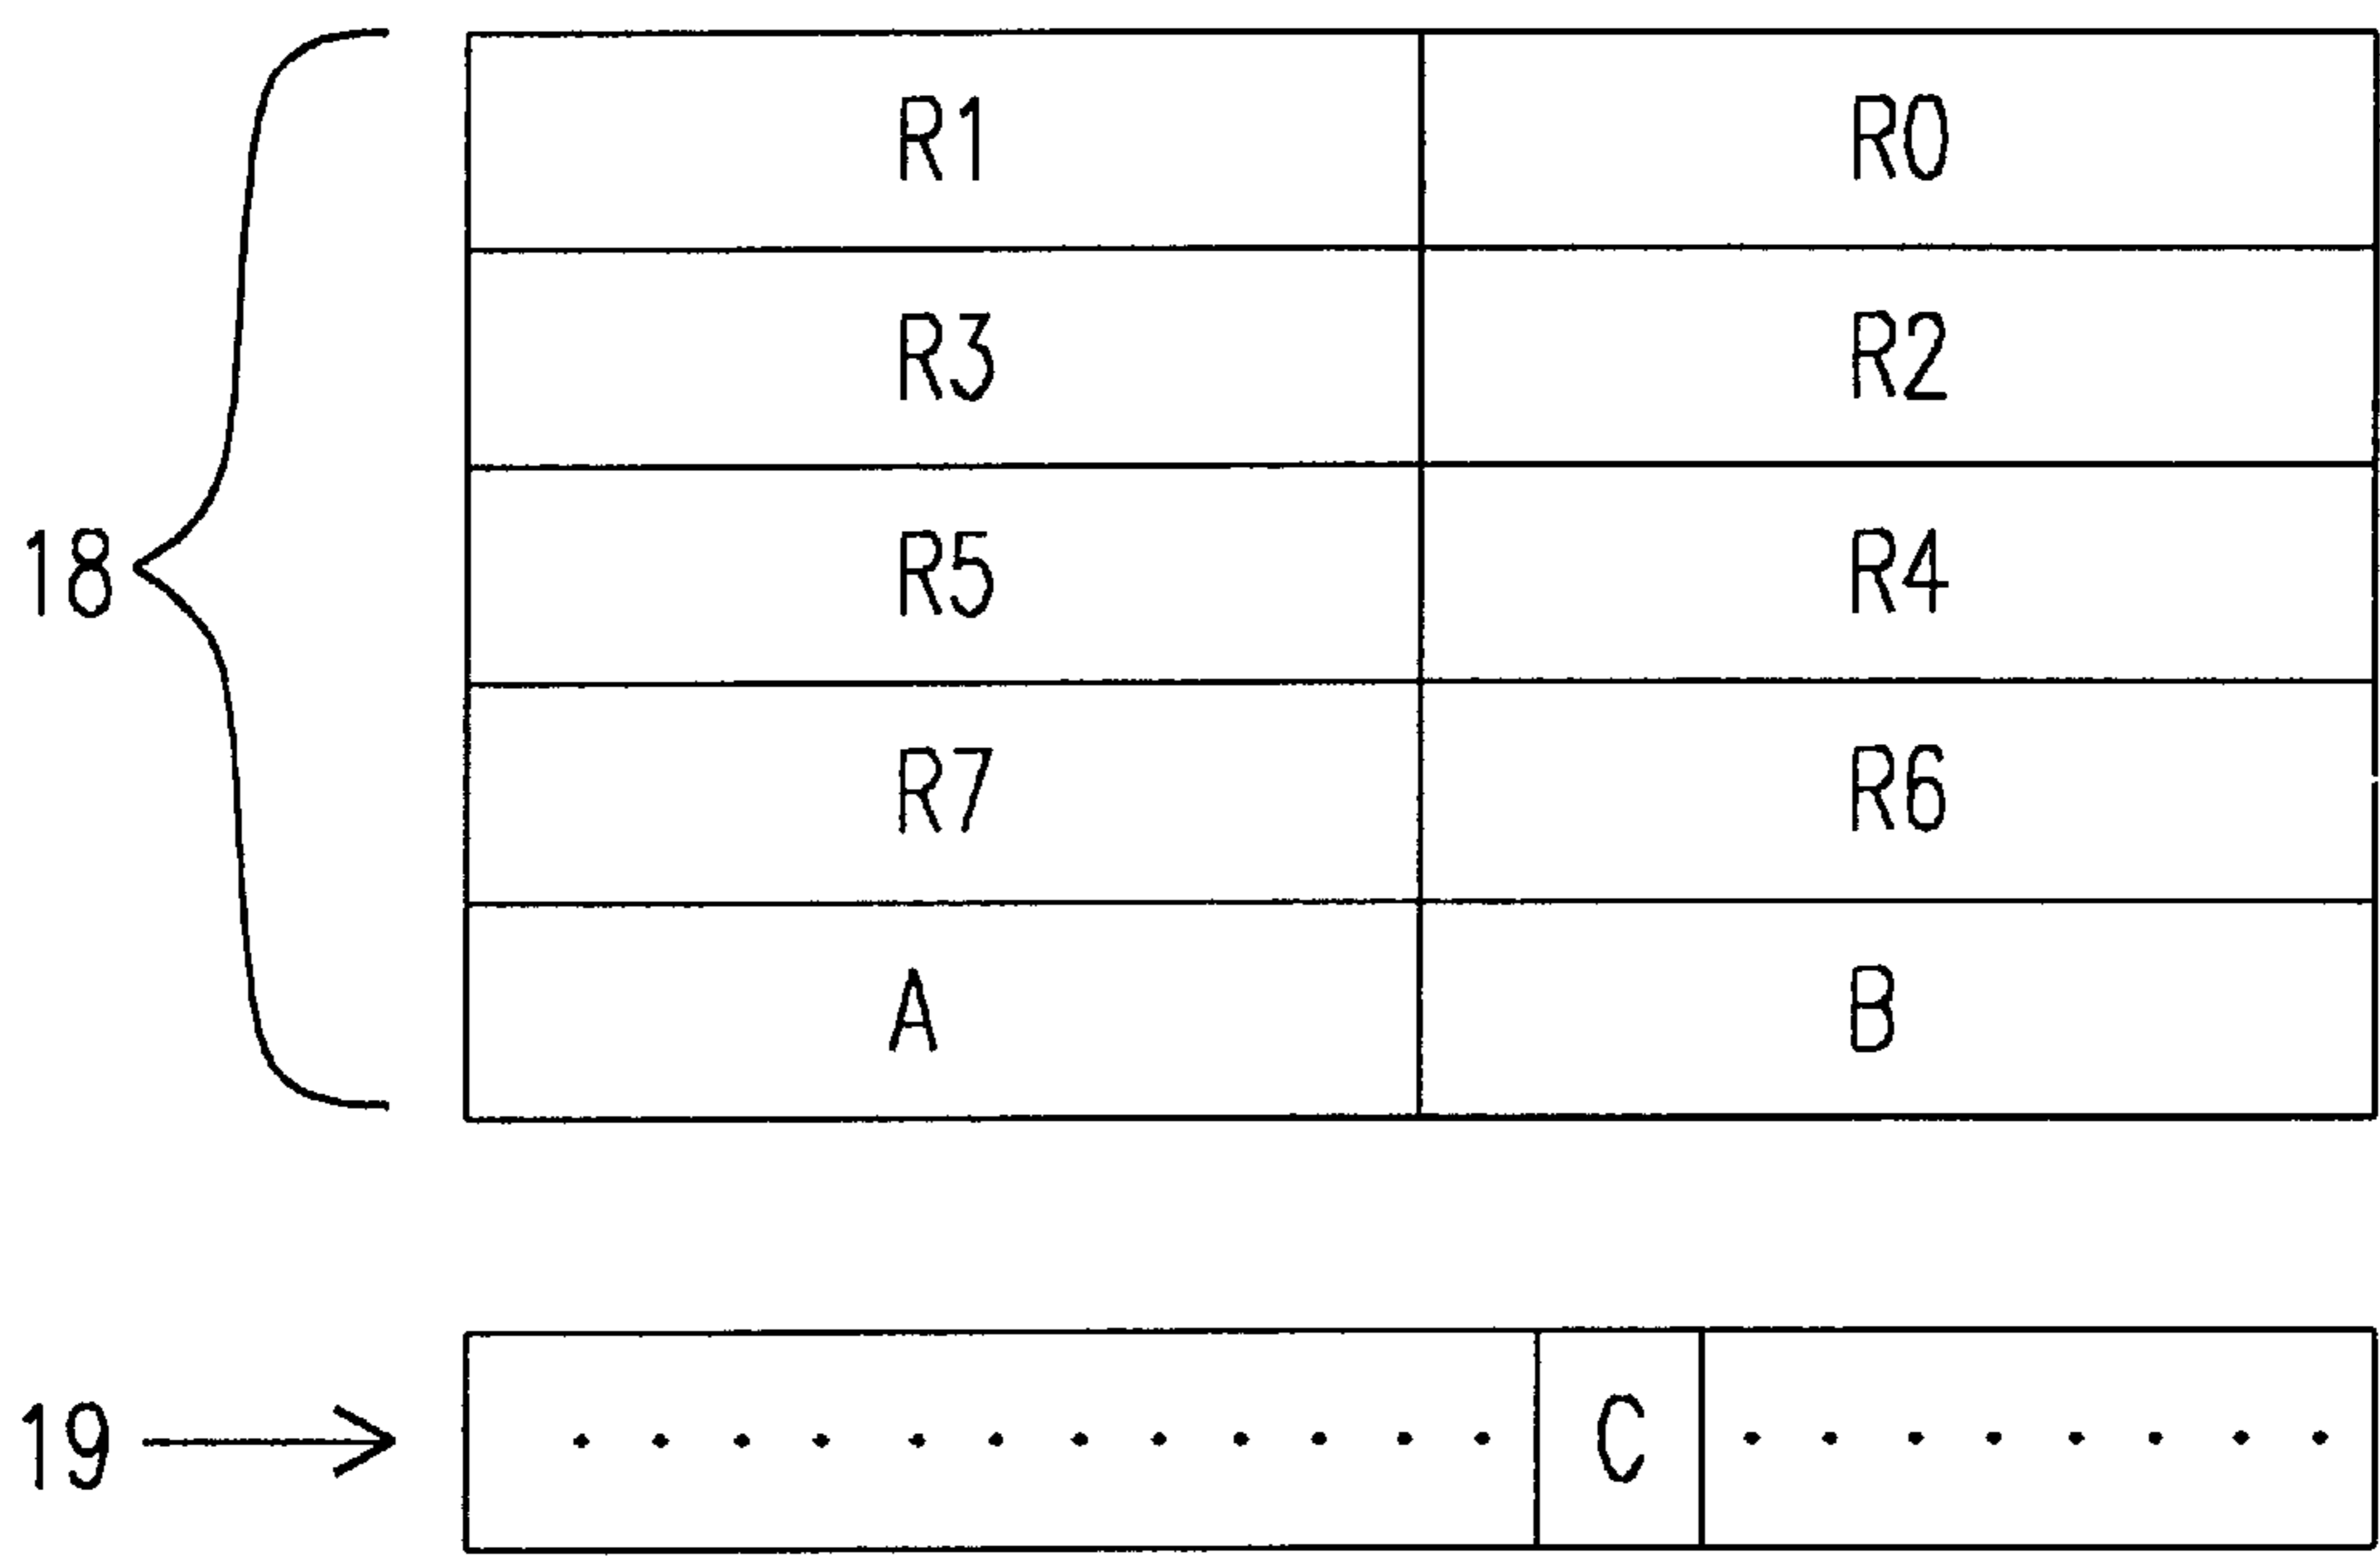 R1 R0
R3 R2
18 R5 R4
R7 R6
A B
19 . . . . . . . . . . . . C . . . . . . . .